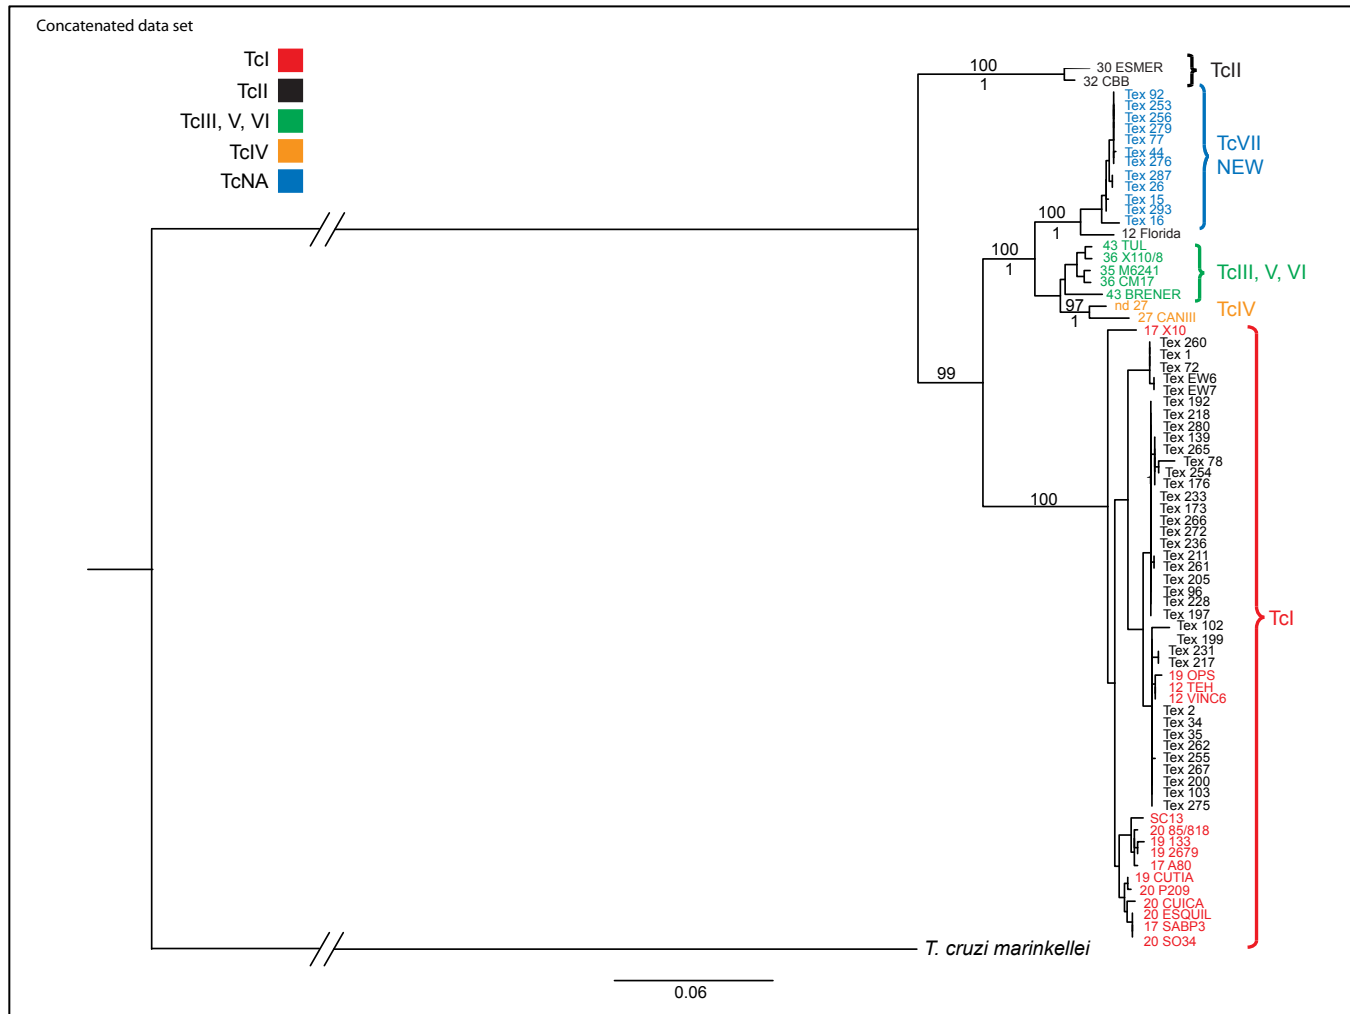 Concatenated data set
TcI
TcII
TcIII, V, VI
TcIV
TcNA
100
1
30 ESMER
32 CBB
TcII
Tex 92
Tex 253
Tex 256
Tex 279
Tex 77
Tex 44
Tex 276
Tex 287
Tex 26
Tex 15
Tex 293
Tex 16
TcVII
NEW
100
1
12 Florida
100
1
43 TUL
36 X110/8
35 M6241
36 CM17
43 BRENER
TcIII, V, VI
97
1
nd 27
27 CANIII
TcIV
99
17 X10
Tex 260
Tex 1
Tex 72
Tex EW6
Tex EW7
Tex 192
Tex 218
Tex 280
Tex 139
Tex 265
Tex 78
Tex 254
Tex 176
Tex 233
Tex 173
Tex 266
Tex 272
Tex 236
Tex 211
Tex 261
Tex 205
Tex 96
Tex 228
Tex 197
100
TcI
Tex 102
Tex 199
Tex 231
Tex 217
19 OPS
12 TEH
12 VINC6
Tex 2
Tex 34
Tex 35
Tex 262
Tex 255
Tex 267
Tex 200
Tex 103
Tex 275
SC13
20 85/818
19 133
19 2679
17 A80
19 CUTIA
20 P209
20 CUICA
20 ESQUIL
17 SABP3
20 SO34
T. cruzi marinkellei
0.06